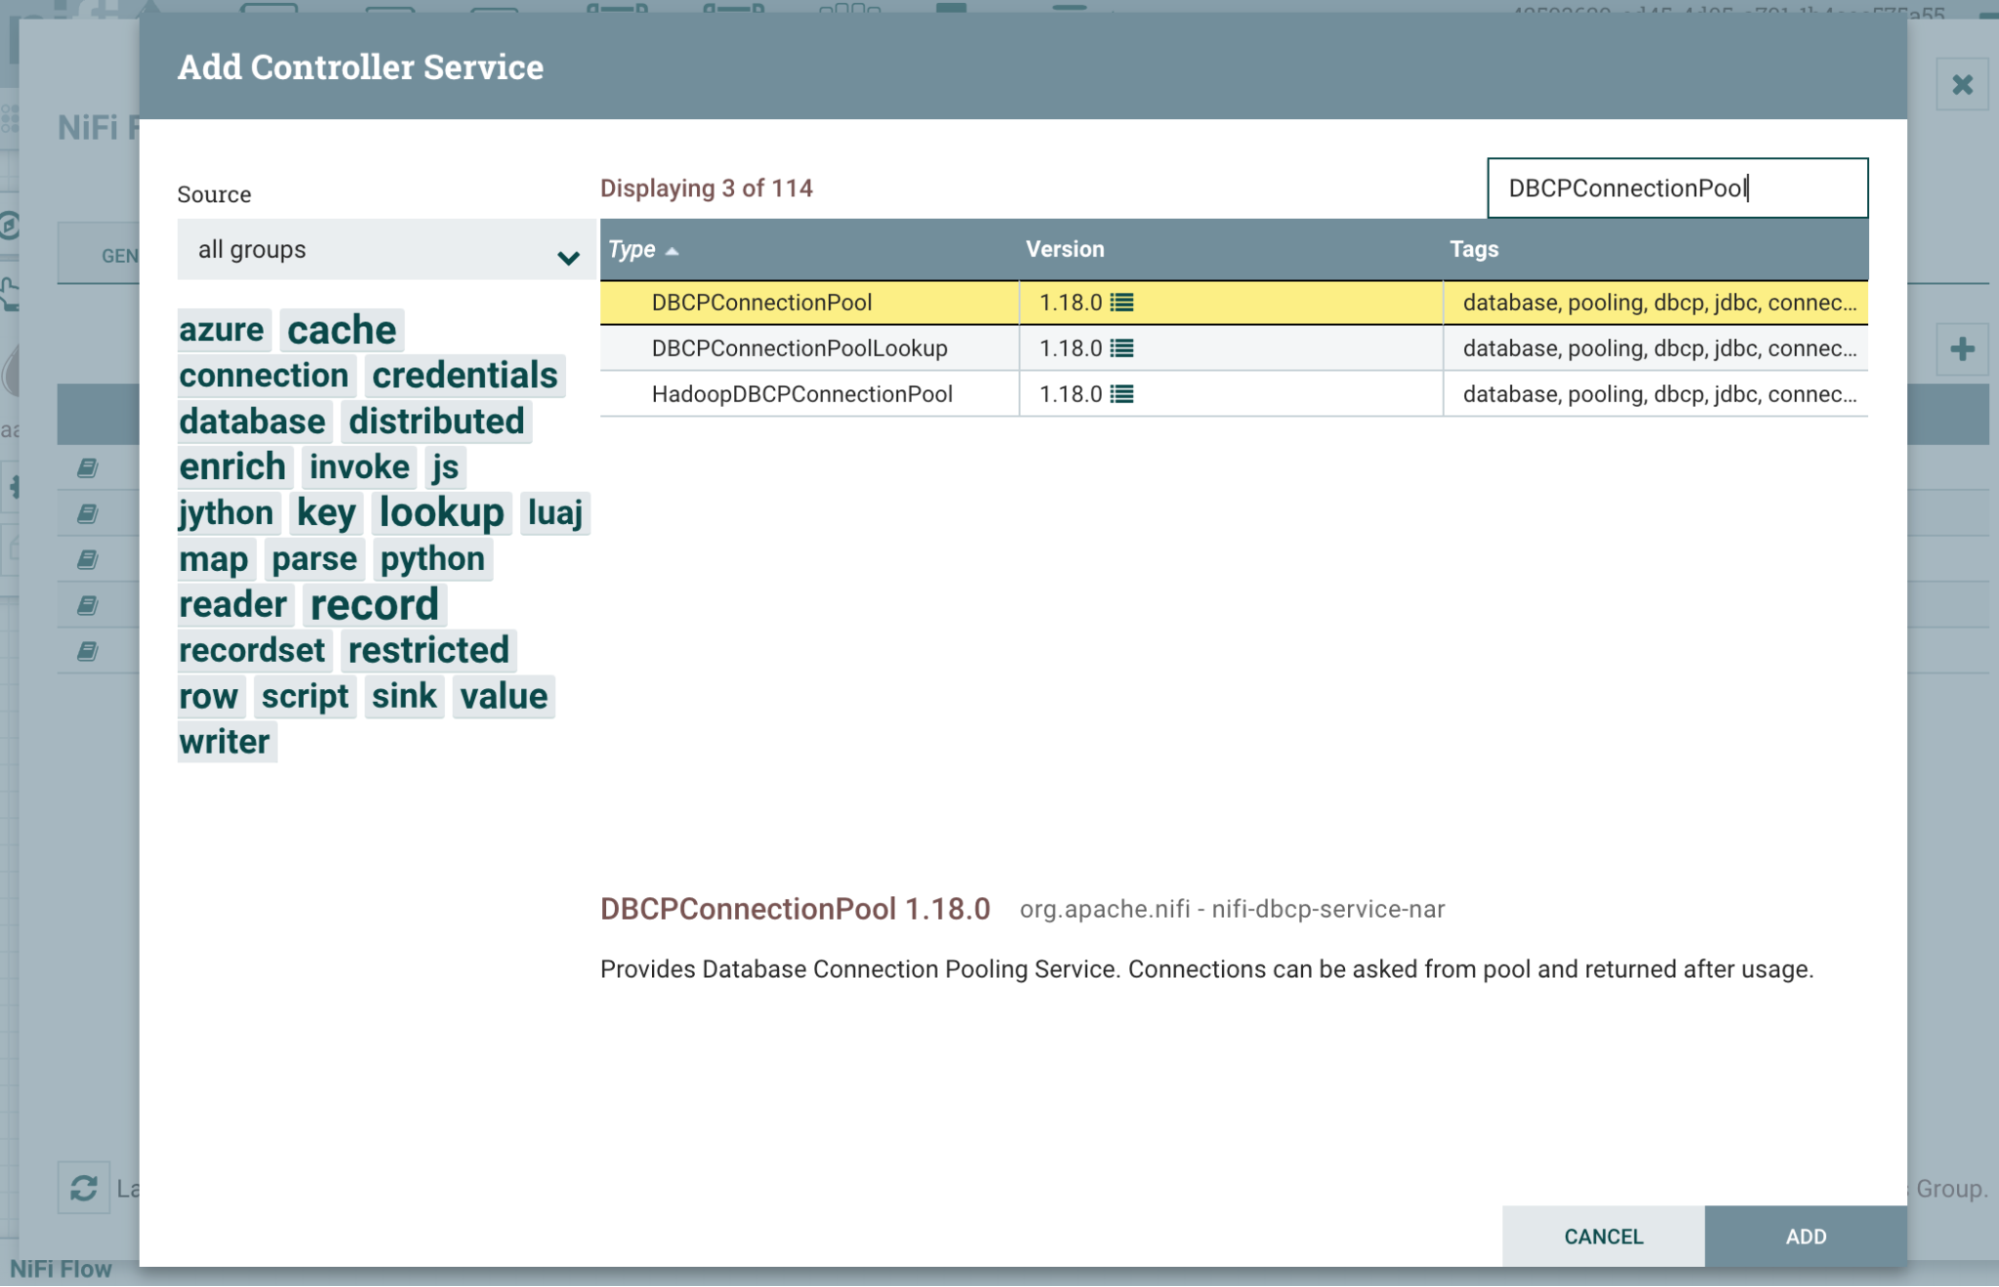 Add Controller Service
NiFi F
Source
Displaying 3 of 114
DBCPConnectionPool
all groups
GEN
Type Version Tags
DBCPConnectionPool 1.18.0 database, pooling, dbcp, jdbc, connec...
DBCPConnectionPoolLookup 1.18.0 database, pooling, dbcp, jdbc, connec...
HadoopDBCPConnectionPool 1.18.0 database, pooling, dbcp, jdbc, connec...
azure cache
connection credentials
database distributed
enrich invoke js
jython key lookup luaj
map parse python
reader record
recordset restricted
row script sink value
writer
DBCPConnectionPool 1.18.0 org.apache.nifi - nifi-dbcp-service-nar
Provides Database Connection Pooling Service. Connections can be asked from pool and returned after usage.
La
Group.
CANCEL ADD
NiFi Flow